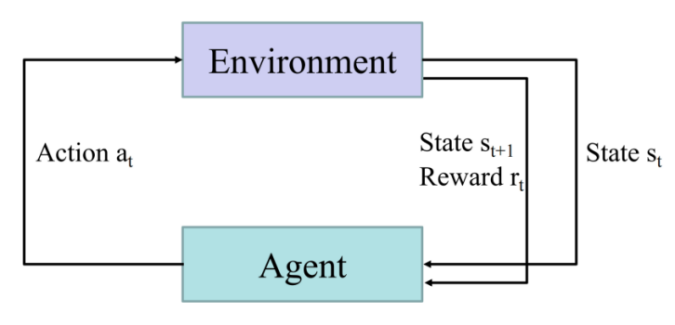 Environment
Action aₜ
State sₜ₊₁
Reward rₜ
State sₜ
Agent